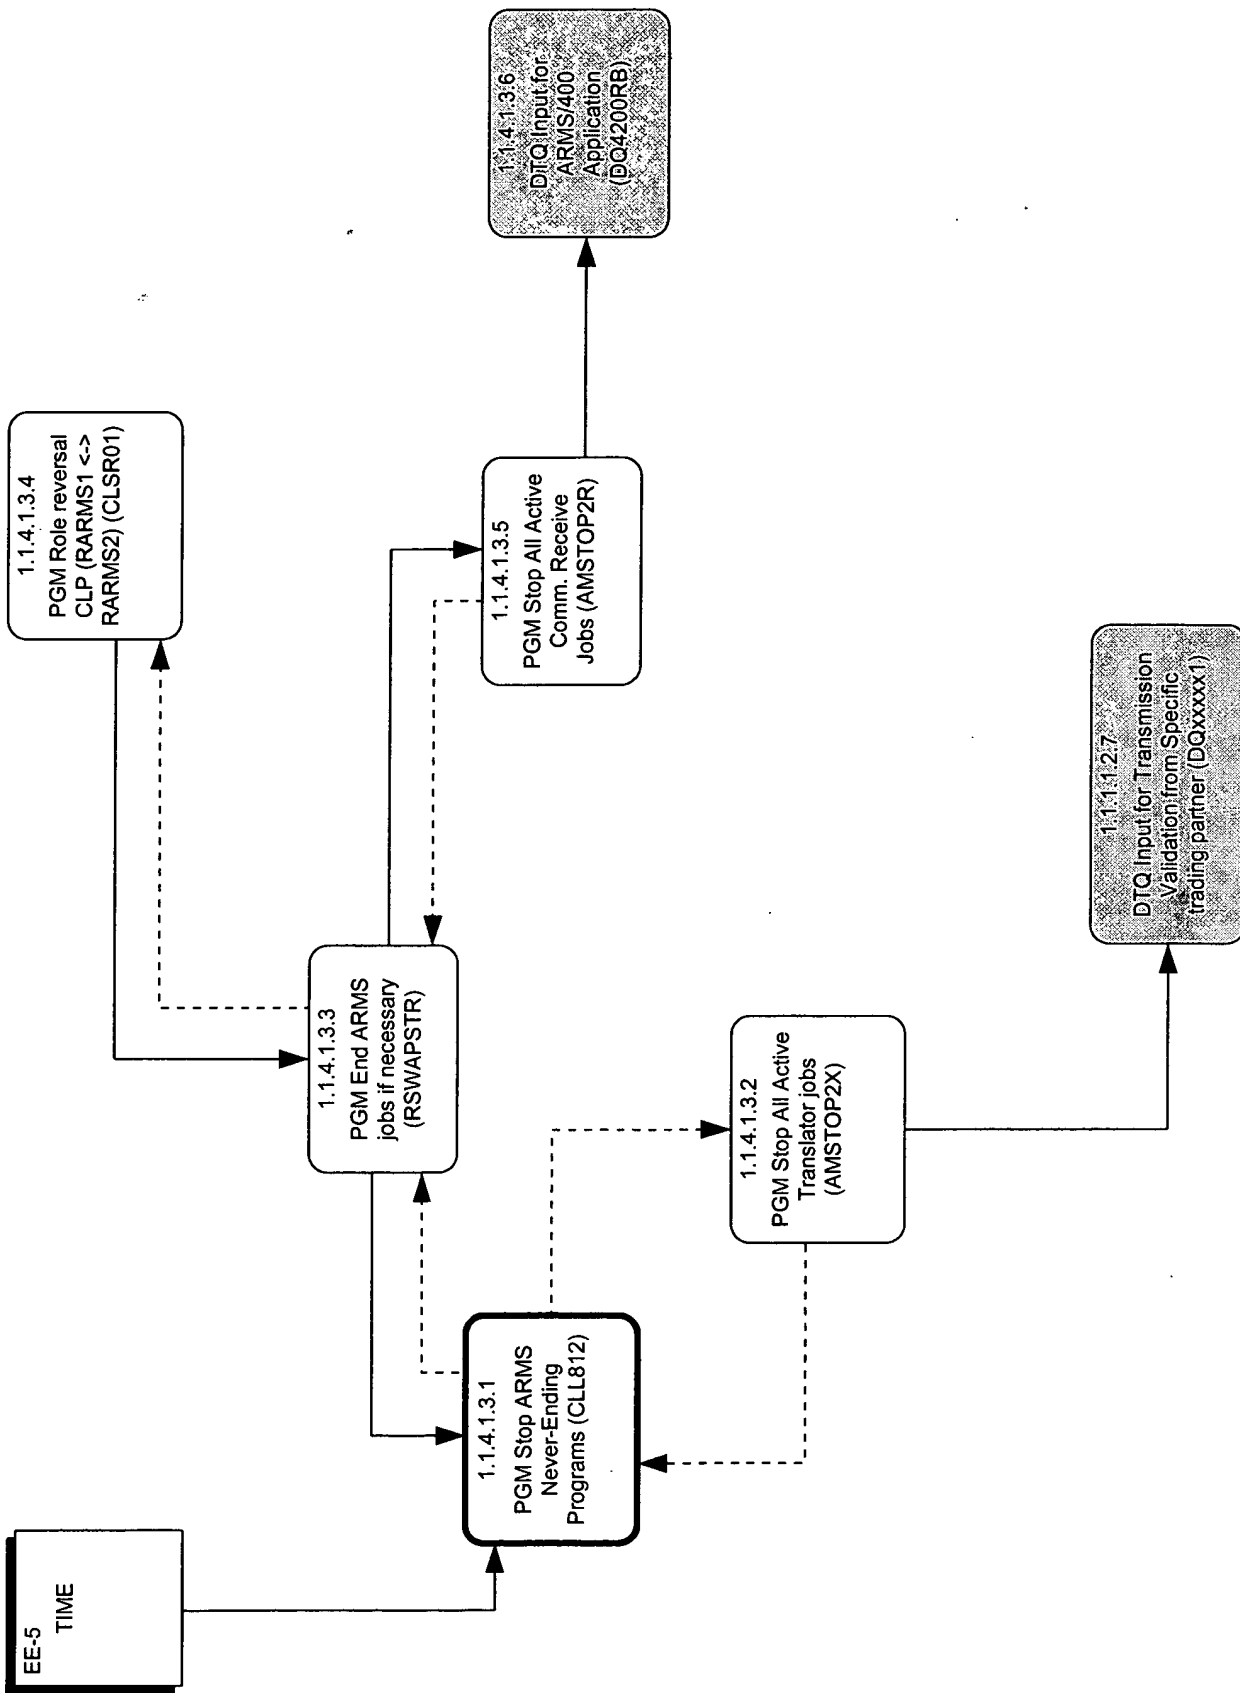 EE-5
TIME
1.1.4.1.3.1
PGM Stop ARMS
Never-Ending
Programs (CLL812)
1.1.4.1.3.3
PGM End ARMS
jobs if necessary
(RSWAPSTR)
1.1.4.1.3.4
PGM Role reversal
CLP (RARMS1 <->
RARMS2) (CLSR01)
1.1.4.1.3.5
PGM Stop All Active
Comm. Receive
Jobs (AMSTOP2R)
1.1.4.1.3.6
DTQ Input for
ARMS/400
Application
(DQ4200RB)
1.1.4.1.3.2
PGM Stop All Active
Translator jobs
(AMSTOP2X)
1.1.1.1.2.7
DTQ Input for Transmission
Validation from Specific
trading partner (DQxxxxx1)